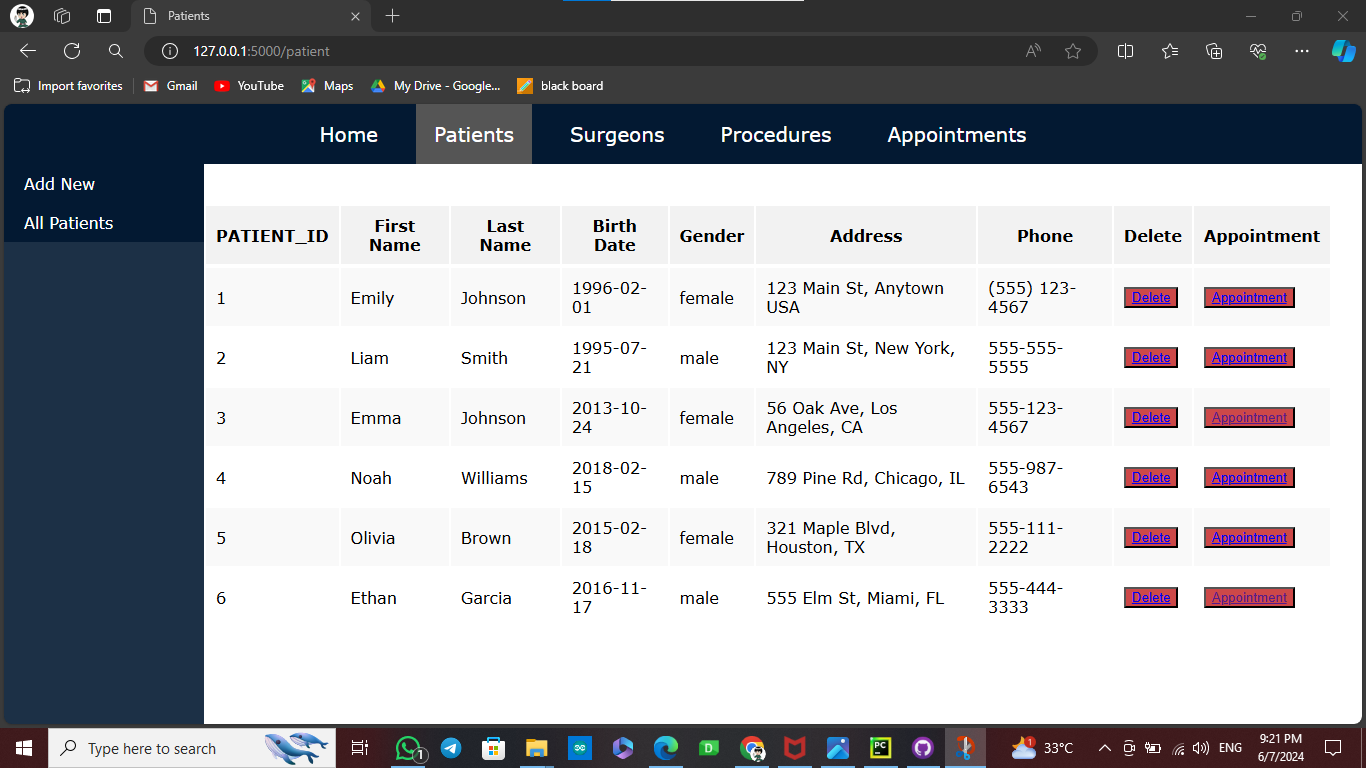 Patients
127.0.0.1:5000/patient
Import favorites
Gmail
YouTube
Maps
My Drive - Google...
black board
Home
Patients
Surgeons
Procedures
Appointments
Add New
All Patients
PATIENT_ID First Name Last Name Birth Date Gender Address Phone Delete Appointment
1 Emily Johnson 1996-02-01 female 123 Main St, Anytown USA (555) 123-4567 Delete Appointment
2 Liam Smith 1995-07-21 male 123 Main St, New York, NY 555-555-5555 Delete Appointment
3 Emma Johnson 2013-10-24 female 56 Oak Ave, Los Angeles, CA 555-123-4567 Delete Appointment
4 Noah Williams 2018-02-15 male 789 Pine Rd, Chicago, IL 555-987-6543 Delete Appointment
5 Olivia Brown 2015-02-18 female 321 Maple Blvd, Houston, TX 555-111-2222 Delete Appointment
6 Ethan Garcia 2016-11-17 male 555 Elm St, Miami, FL 555-444-3333 Delete Appointment
Type here to search
1
D
PC
1
33°C
ENG
9:21 PM
6/7/2024